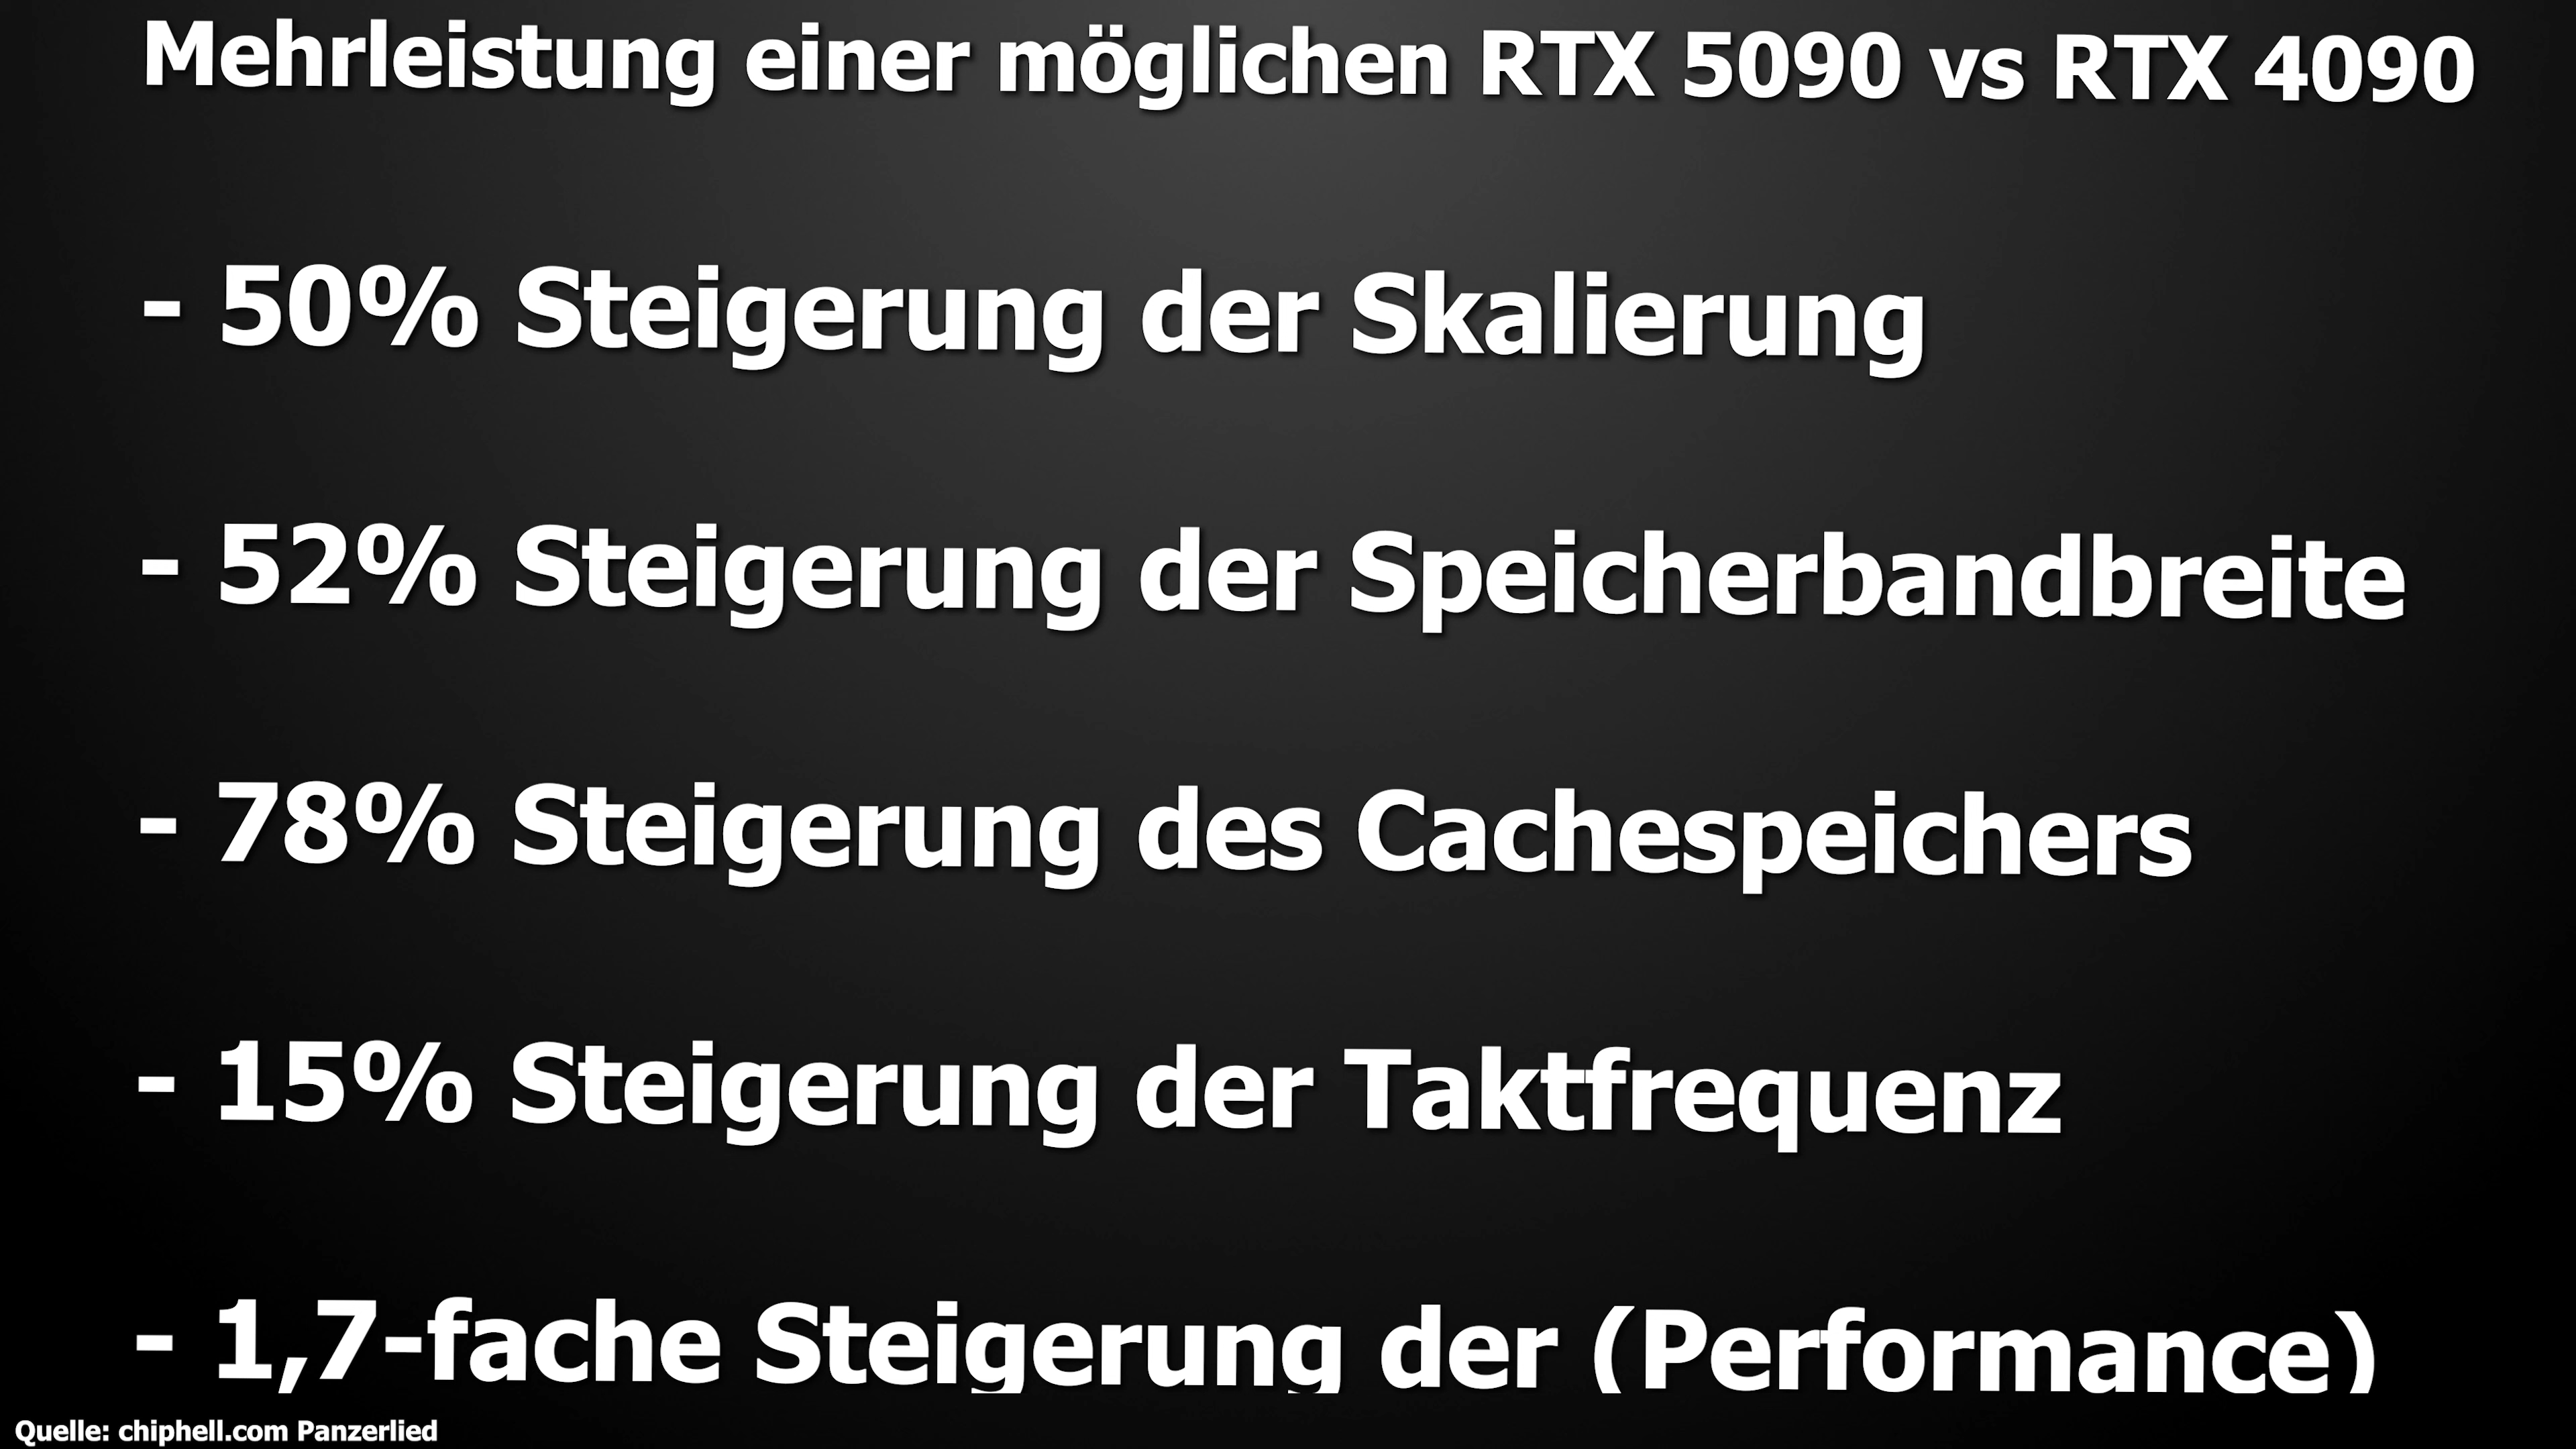 Mehrleistung einer möglichen RTX 5090 vs RTX 4090
- 50% Steigerung der Skalierung
- 52% Steigerung der Speicherbandbreite
- 78% Steigerung des Cachespeichers
- 15% Steigerung der Taktfrequenz
- 1,7-fache Steigerung der (Performance)
Quelle: chiphell.com Panzerlied